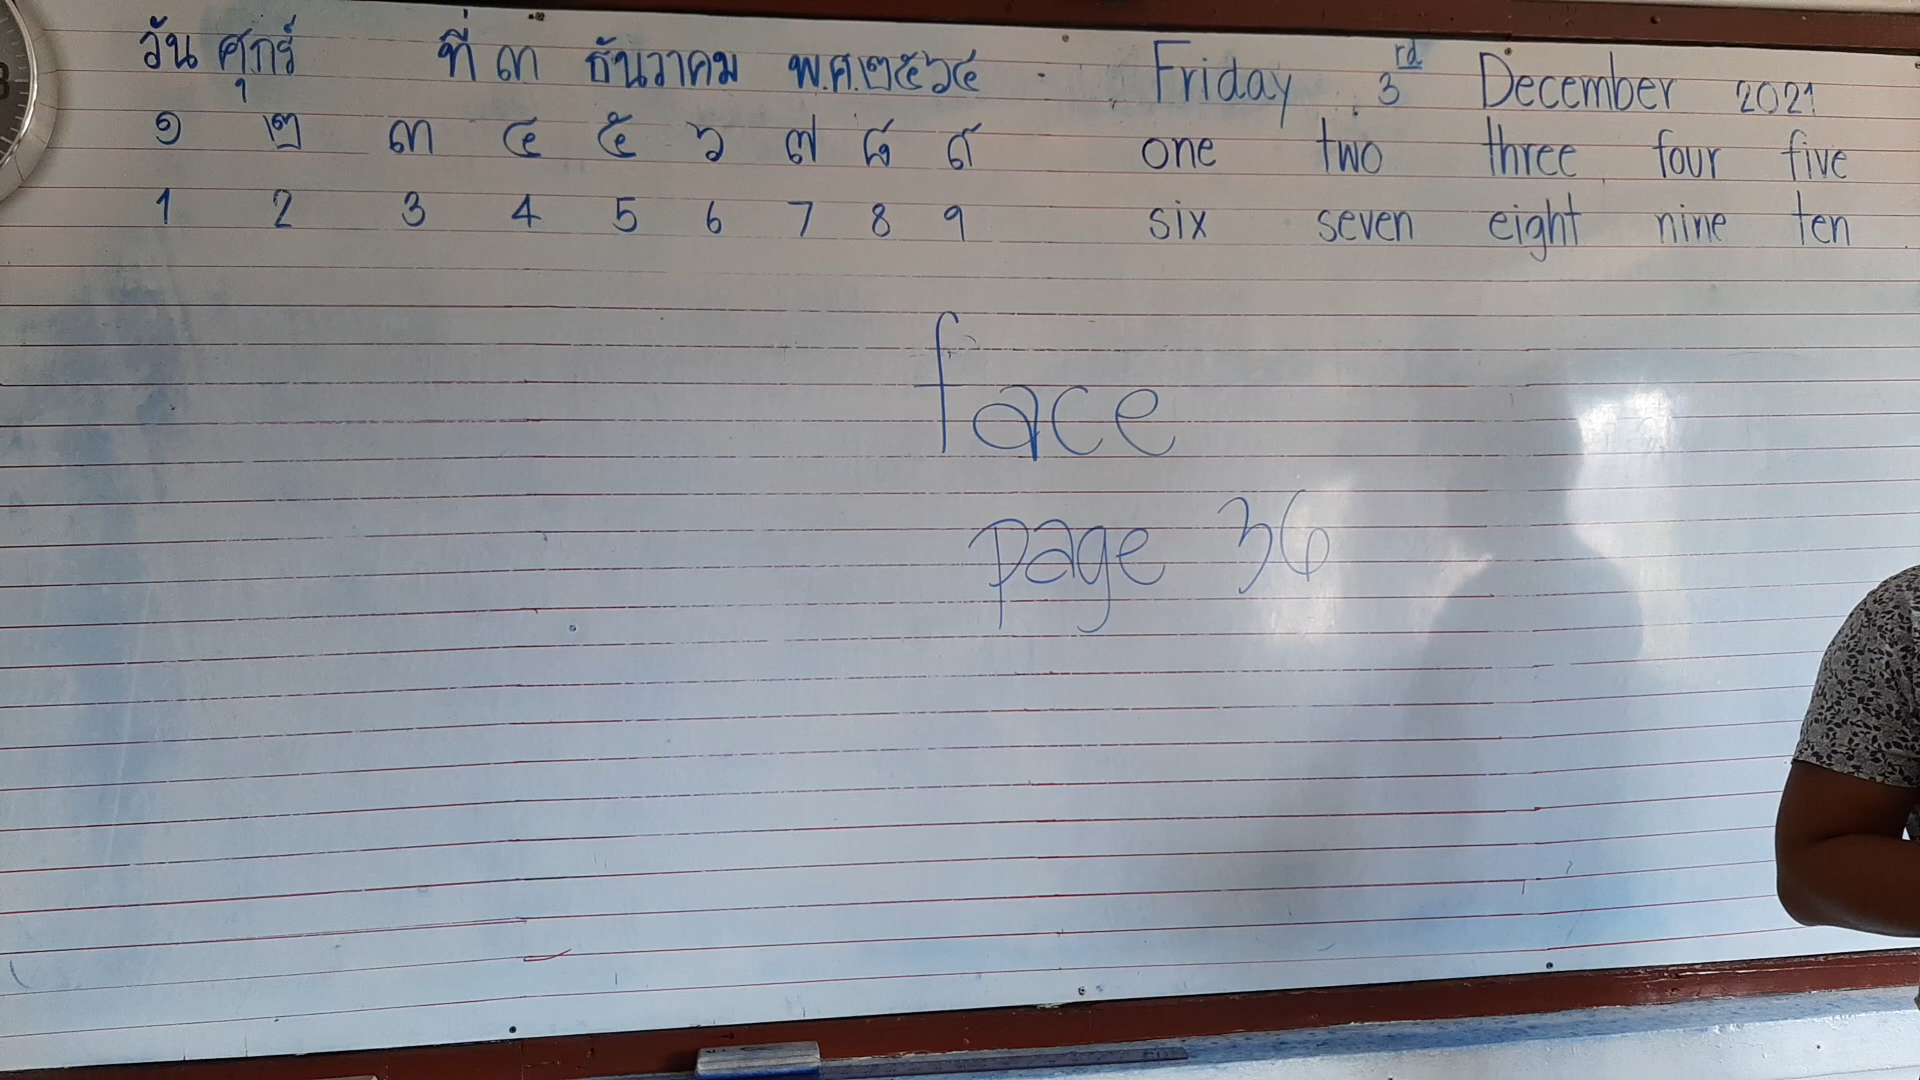 วัน ศุกร์ ที่ ๓ ธันวาคม พ.ศ.๒๕๖๔
๑ ๒ ๓ ๔ ๕ ๖ ๗ ๘ ๙
1 2 3 4 5 6 7 8 9
Friday 3rd December 2021
one two three four five
six seven eight nine ten
face
page 36